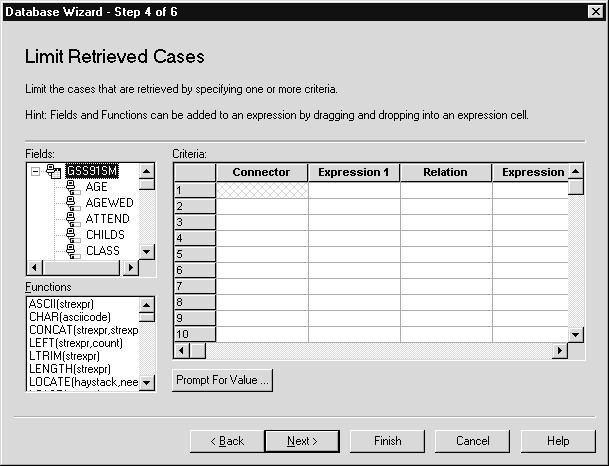 Database Wizard - Step 4 of 6
Limit Retrieved Cases
Limit the cases that are retrieved by specifying one or more criteria.
Hint: Fields and Functions can be added to an expression by dragging and dropping into an expression cell.
Fields:
GSS91SM
AGE
AGEWED
ATTEND
CHILDS
CLASS
Functions
ASCII(strexpr)
CHAR(asciicode)
CONCAT(strexpr,strexp
LEFT(strexpr,count)
LTRIM(strexpr)
LENGTH(strexpr)
LOCATE(haystack,nee
Criteria:
Connector Expression 1 Relation Expression
1
2
3
4
5
6
7
8
9
10
Prompt For Value ...
< Back Next > Finish Cancel Help